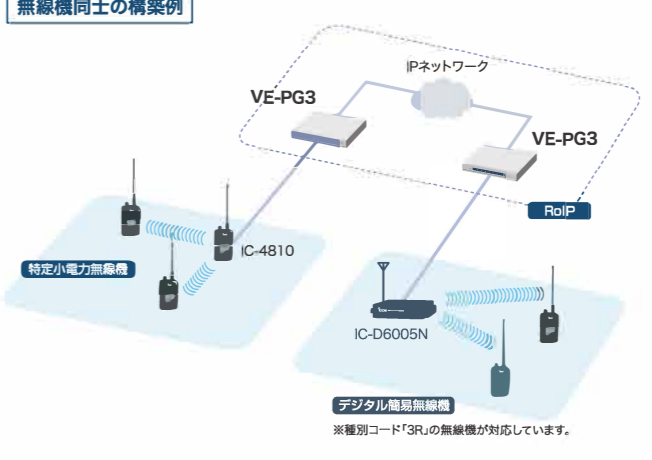 無線機同士の構築例
IPネットワーク
VE-PG3
VE-PG3
RoIP
IC-4810
特定小電力無線機
IC-D6005N
デジタル簡易無線機
※種別コード「3R」の無線機が対応しています。